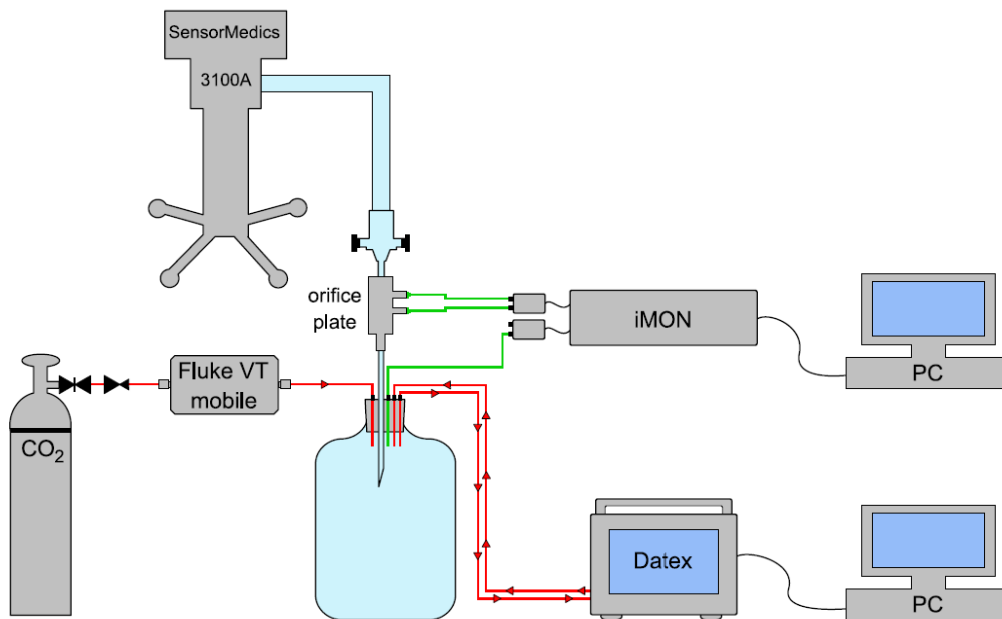 SensorMedics
3100A
orifice
plate
iMON
PC
Fluke VT
mobile
CO₂
Datex
PC